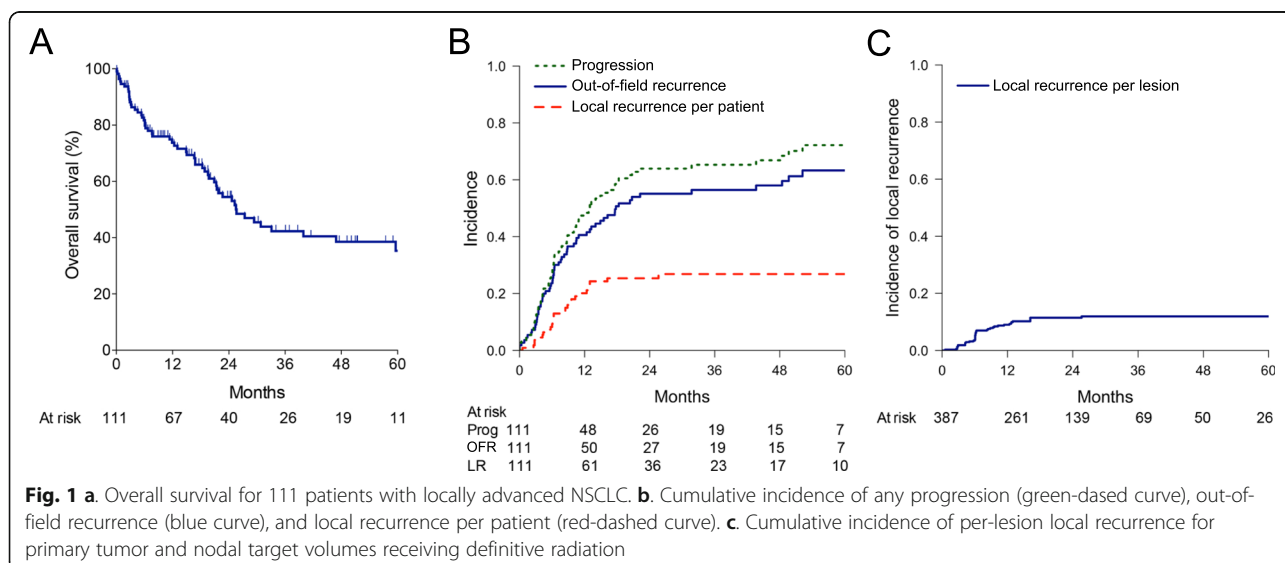 A
B
C
100
80
60
40
20
0
Overall survival (%)
0 12 24 36 48 60
Months
At risk 111 67 40 26 19 11
1.0
0.8
0.6
0.4
0.2
0.0
Incidence
Progression
Out-of-field recurrence
Local recurrence per patient
0 12 24 36 48 60
Months
At risk
Prog 111 48 26 19 15 7
OFR 111 50 27 19 15 7
LR 111 61 36 23 17 10
1.0
0.8
0.6
0.4
0.2
0.0
Incidence of local recurrence
Local recurrence per lesion
0 12 24 36 48 60
Months
At risk 387 261 139 69 50 26
Fig. 1 a. Overall survival for 111 patients with locally advanced NSCLC. b. Cumulative incidence of any progression (green-dased curve), out-of-
field recurrence (blue curve), and local recurrence per patient (red-dashed curve). c. Cumulative incidence of per-lesion local recurrence for
primary tumor and nodal target volumes receiving definitive radiation